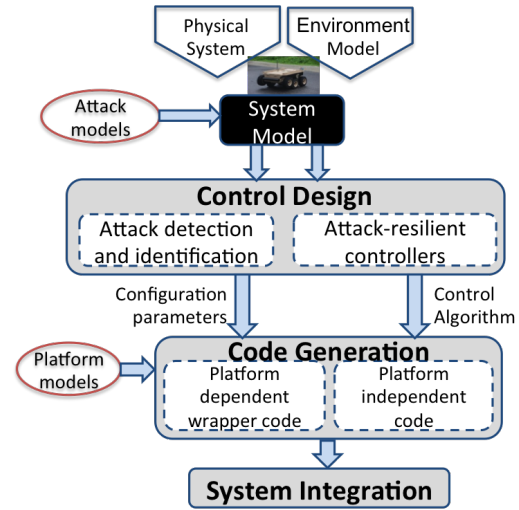 Physical
System
Environment
Model
Attack
models
System
Model
Control Design
Attack detection
and identification
Attack-resilient
controllers
Configuration
parameters
Control
Algorithm
Platform
models
Code Generation
Platform
dependent
wrapper code
Platform
independent
code
System Integration